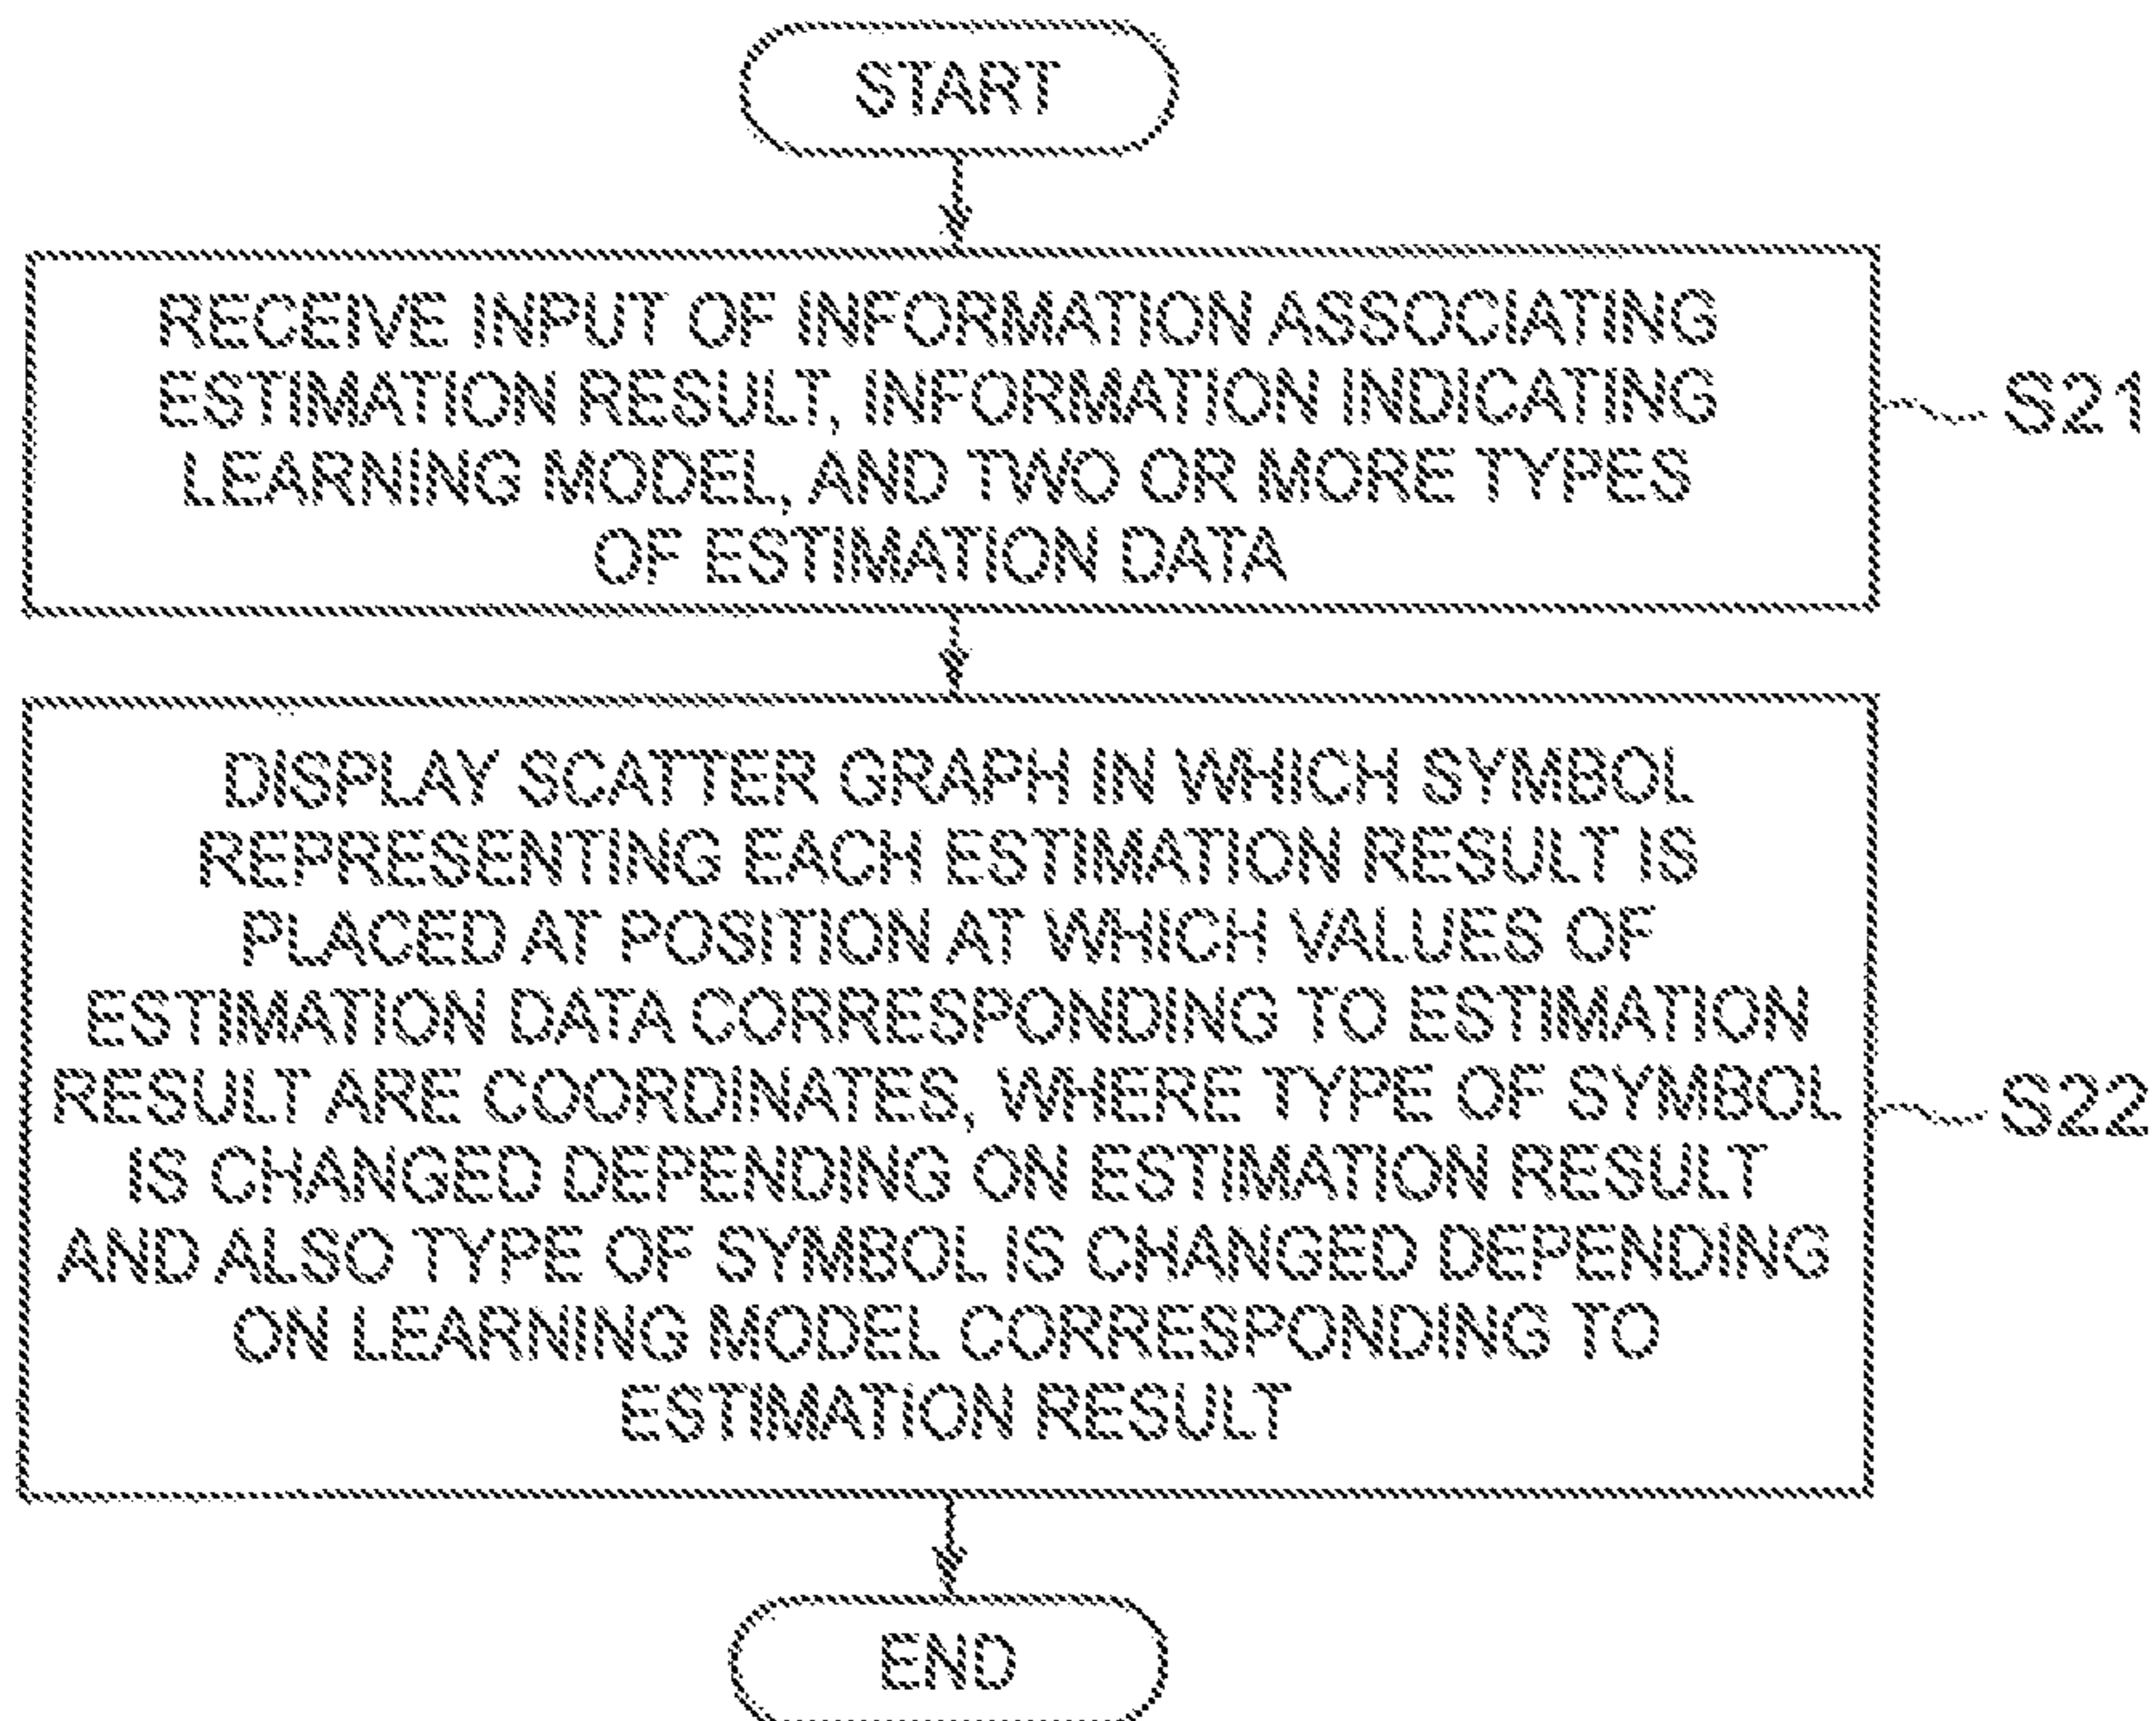 START
RECEIVE INPUT OF INFORMATION ASSOCIATING
ESTIMATION RESULT, INFORMATION INDICATING
LEARNING MODEL, AND TWO OR MORE TYPES
OF ESTIMATION DATA
S21
DISPLAY SCATTER GRAPH IN WHICH SYMBOL
REPRESENTING EACH ESTIMATION RESULT IS
PLACED AT POSITION AT WHICH VALUES OF
ESTIMATION DATA CORRESPONDING TO ESTIMATION
RESULT ARE COORDINATES, WHERE TYPE OF SYMBOL
IS CHANGED DEPENDING ON ESTIMATION RESULT
AND ALSO TYPE OF SYMBOL IS CHANGED DEPENDING
ON LEARNING MODEL CORRESPONDING TO
ESTIMATION RESULT
S22
END